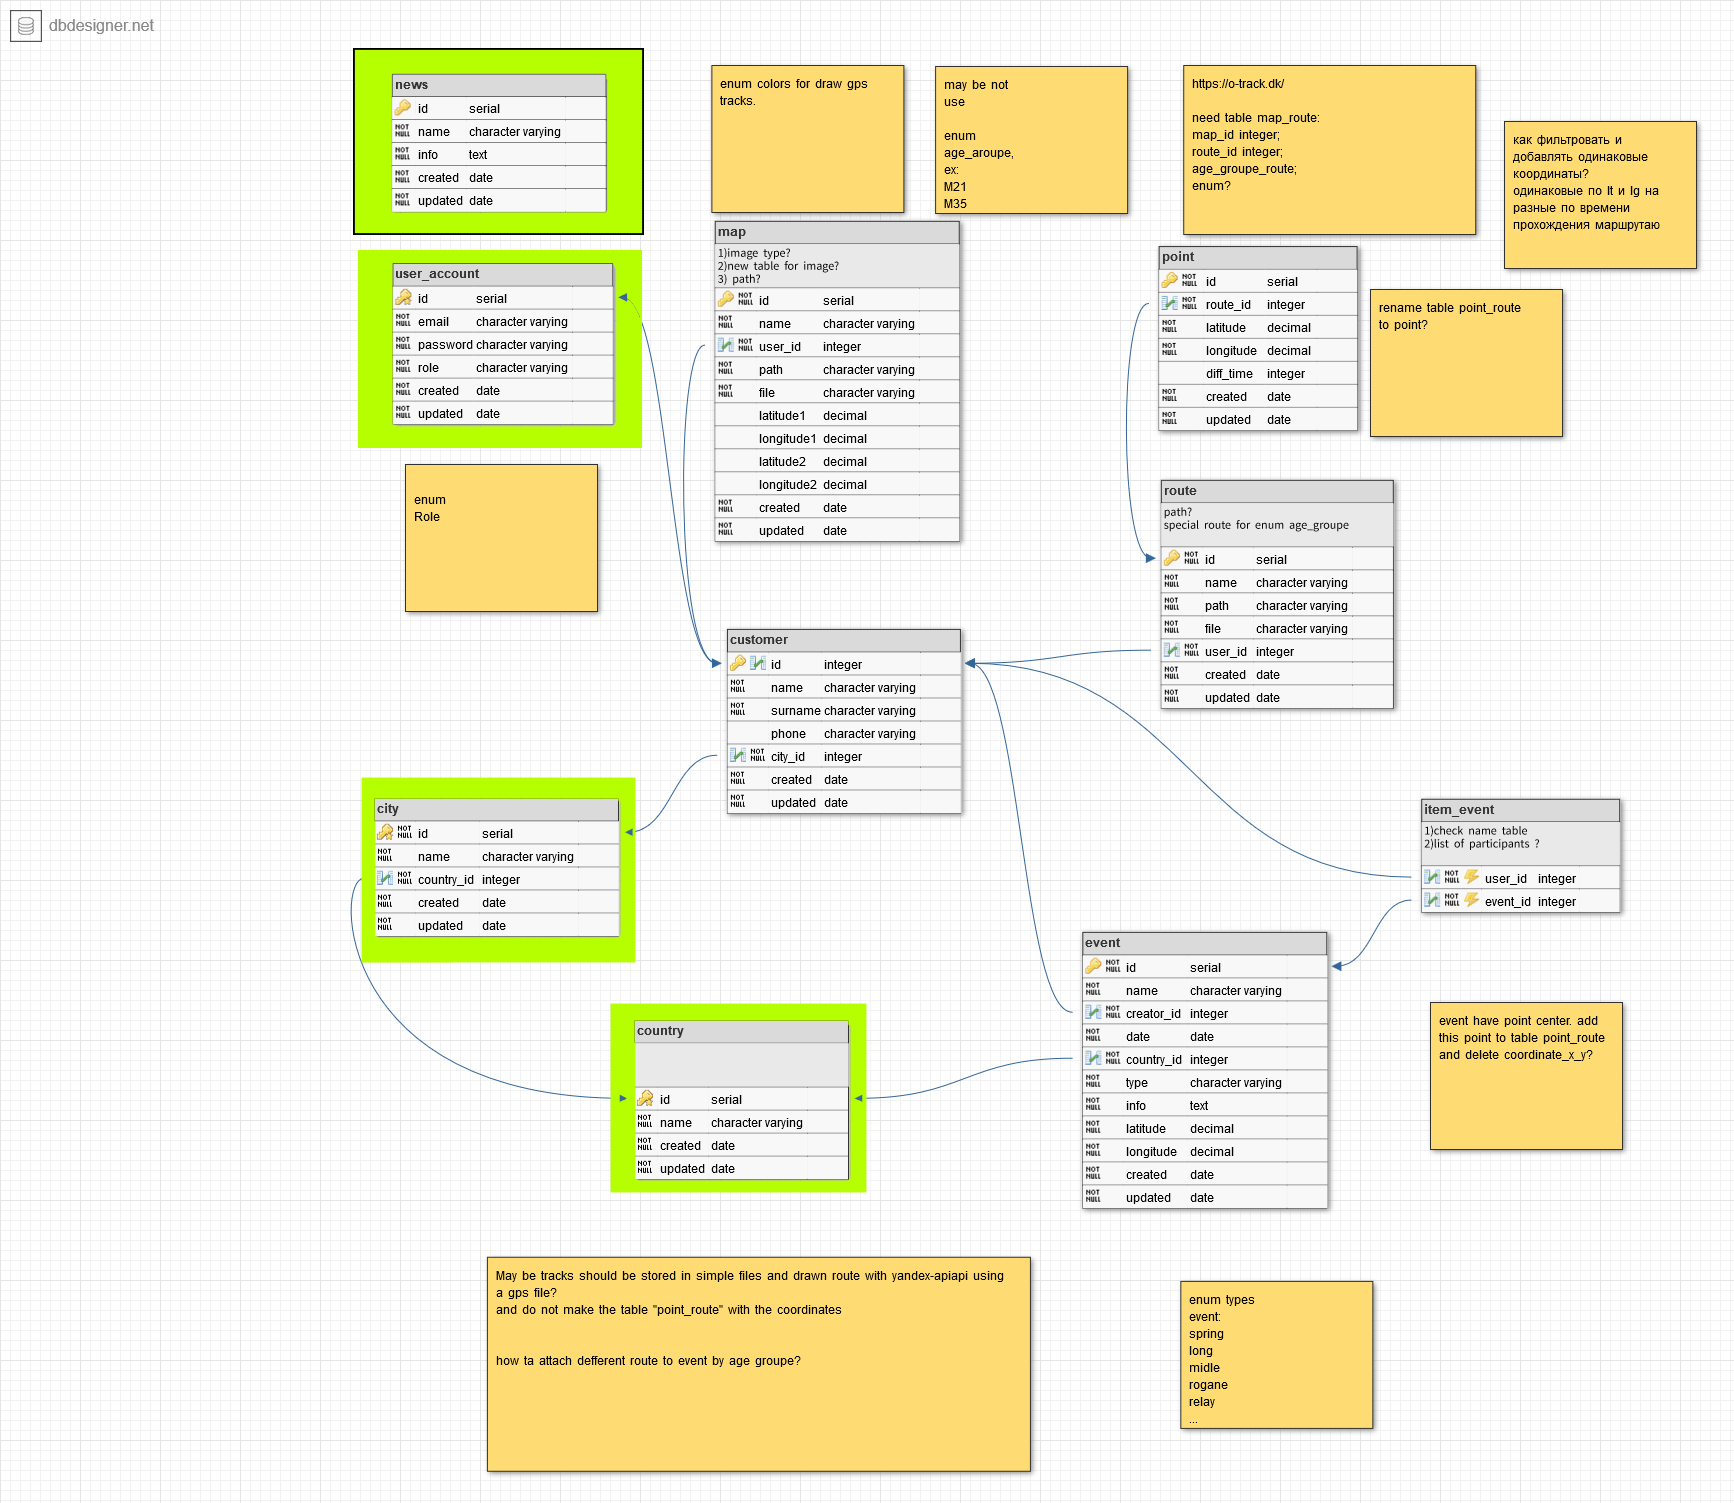 dbdesigner.net
news
id serial
NOT NULL name character varying
NOT NULL info text
NOT NULL created date
NOT NULL updated date
user_account
id serial
NOT NULL email character varying
NOT NULL password character varying
NOT NULL role character varying
NOT NULL created date
NOT NULL updated date
enum
Role
enum colors for draw gps
tracks.
may be not
use
enum
age_aroupe,
ex:
M21
M35
https://o-track.dk/
need table map_route:
map_id integer;
route_id integer;
age_groupe_route;
enum?
как фильтровать и
добавлять одинаковые
координаты?
одинаковые по lt и lg на
разные по времени
прохождения маршрутаю
map
1)image type?
2)new table for image?
3) path?
NOT NULL id serial
NOT NULL name character varying
NOT NULL user_id integer
NOT NULL path character varying
NOT NULL file character varying
latitude1 decimal
longitude1 decimal
latitude2 decimal
longitude2 decimal
NOT NULL created date
NOT NULL updated date
point
NOT NULL id serial
NOT NULL route_id integer
NOT NULL latitude decimal
NOT NULL longitude decimal
diff_time integer
NOT NULL created date
NOT NULL updated date
rename table point_route
to point?
route
path?
special route for enum age_groupe
NOT NULL id serial
NOT NULL name character varying
NOT NULL path character varying
NOT NULL file character varying
NOT NULL user_id integer
NOT NULL created date
NOT NULL updated date
customer
id integer
NOT NULL name character varying
NOT NULL surname character varying
phone character varying
NOT NULL city_id integer
NOT NULL created date
NOT NULL updated date
city
NOT NULL id serial
NOT NULL name character varying
NOT NULL country_id integer
NOT NULL created date
NOT NULL updated date
item_event
1)check name table
2)list of participants ?
NOT NULL user_id integer
NOT NULL event_id integer
event
NOT NULL id serial
NOT NULL name character varying
NOT NULL creator_id integer
NOT NULL date date
NOT NULL country_id integer
NOT NULL type character varying
NOT NULL info text
NOT NULL latitude decimal
NOT NULL longitude decimal
NOT NULL created date
NOT NULL updated date
country
id serial
NOT NULL name character varying
NOT NULL created date
NOT NULL updated date
event have point center. add
this point to table point_route
and delete coordinate_x_y?
May be tracks should be stored in simple files and drawn route with yandex-apiapi using
a gps file?
and do not make the table "point_route" with the coordinates
how ta attach defferent route to event by age groupe?
enum types
event:
spring
long
midle
rogane
relay
...